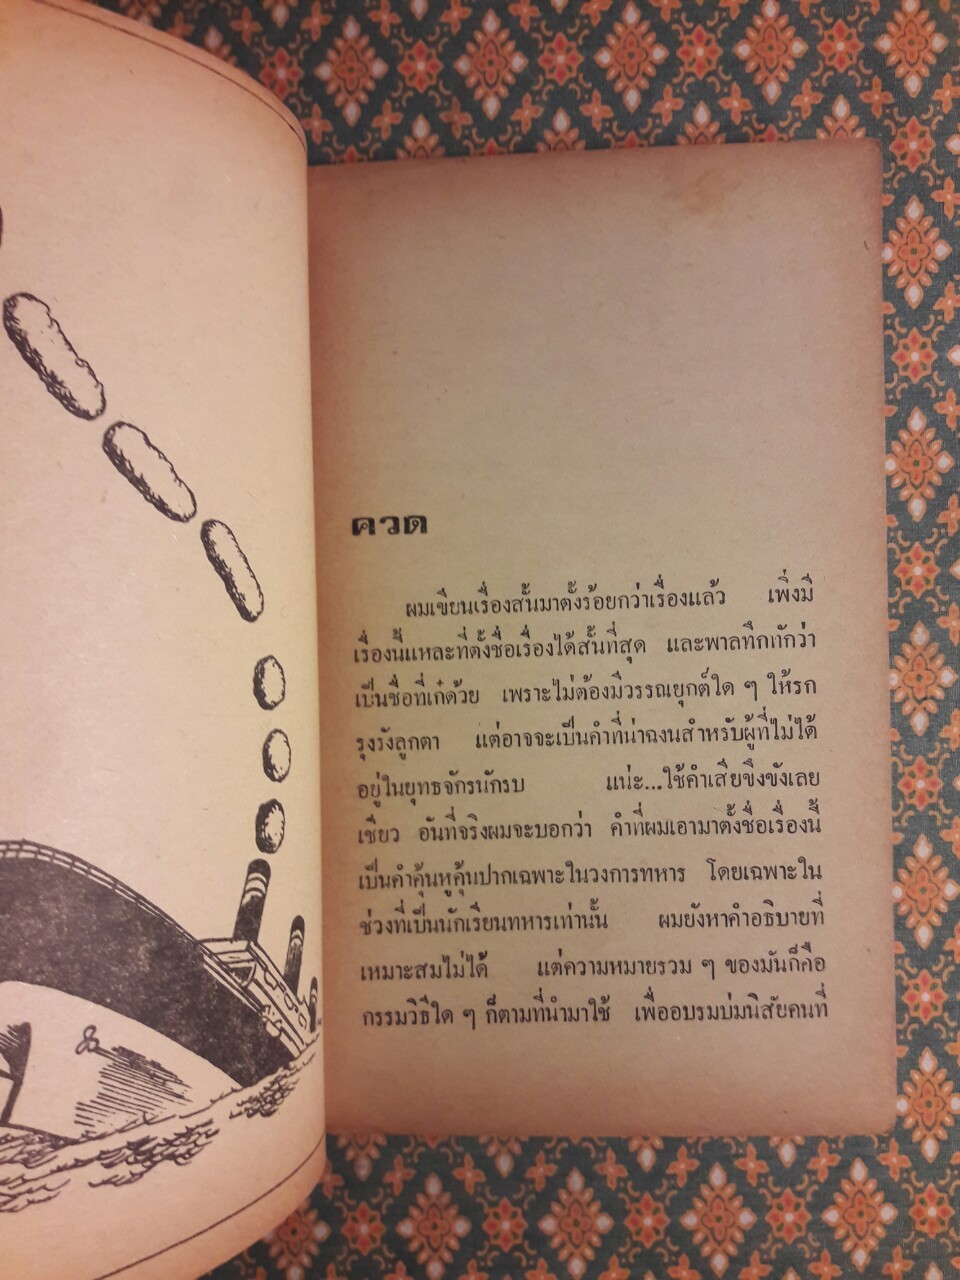 ควด
ผมเขียนเรื่องสั้นมาตั้งร้อยกว่าเรื่องแล้ว เพิ่งมี
เรื่องนี้แหละที่ตั้งชื่อเรื่องได้สั้นที่สุด และพาลทึกทักว่า
เป็นชื่อที่เก๋ด้วย เพราะไม่ต้องมีวรรณยุกต์ใด ๆ ให้รก
รุงรังลูกตา แต่อาจจะเป็นคำที่น่าฉงนสำหรับผู้ที่ไม่ได้
อยู่ในยุทธจักรนักรบ แน่ะ...ใช้คำเสียขึงขังเลย
เชียว อันที่จริงผมจะบอกว่า คำที่ผมเอามาตั้งชื่อเรื่องนี้
เป็นคำคุ้นหูคุ้นปากเฉพาะในวงการทหาร โดยเฉพาะใน
ช่วงที่เป็นนักเรียนทหารเท่านั้น ผมยังหาคำอธิบายที่
เหมาะสมไม่ได้ แต่ความหมายรวม ๆ ของมันก็คือ
กรรมวิธีใด ๆ ก็ตามที่นำมาใช้ เพื่ออบรมบ่มนิสัยคนที่